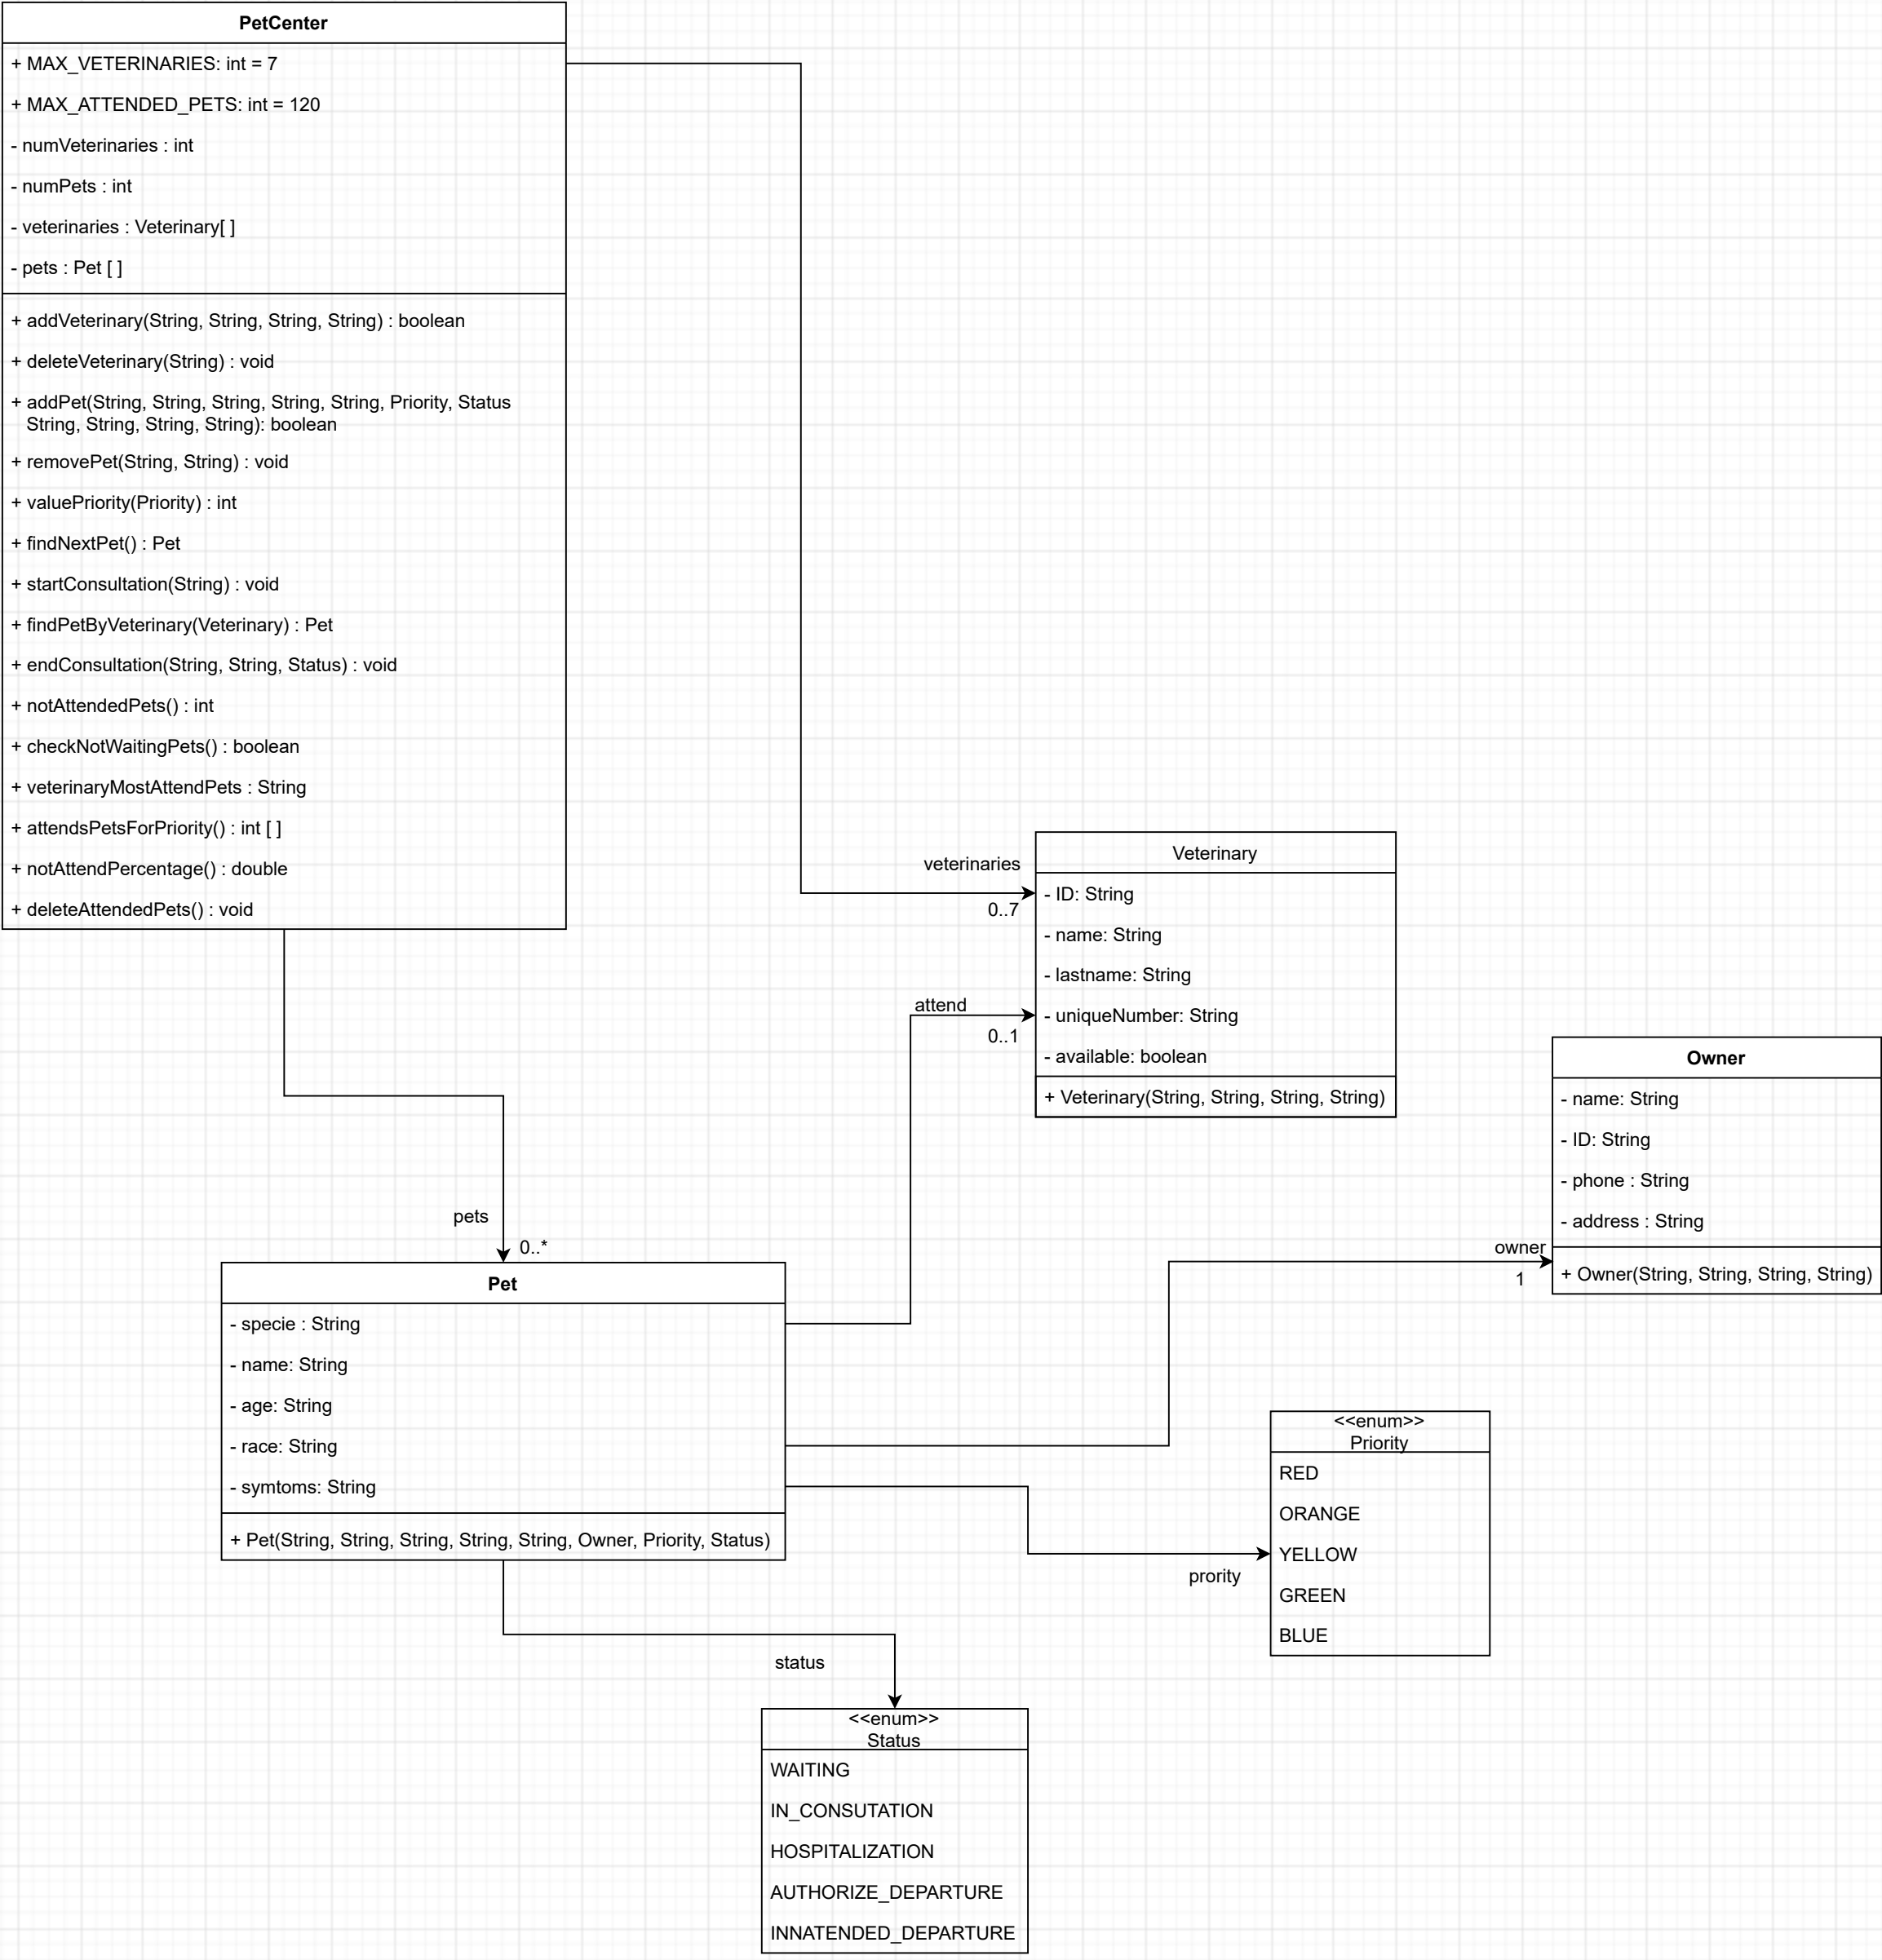 PetCenter
+ MAX_VETERINARIES: int = 7
+ MAX_ATTENDED_PETS: int = 120
- numVeterinaries : int
- numPets : int
- veterinaries : Veterinary[ ]
- pets : Pet [ ]
+ addVeterinary(String, String, String, String) : boolean
+ deleteVeterinary(String) : void
+ addPet(String, String, String, String, String, Priority, Status
String, String, String, String): boolean
+ removePet(String, String) : void
+ valuePriority(Priority) : int
+ findNextPet() : Pet
+ startConsultation(String) : void
+ findPetByVeterinary(Veterinary) : Pet
+ endConsultation(String, String, Status) : void
+ notAttendedPets() : int
+ checkNotWaitingPets() : boolean
+ veterinaryMostAttendPets : String
+ attendsPetsForPriority() : int [ ]
+ notAttendPercentage() : double
+ deleteAttendedPets() : void
veterinaries
0..7
Veterinary
- ID: String
- name: String
- lastname: String
- uniqueNumber: String
- available: boolean
+ Veterinary(String, String, String, String)
attend
0..1
Owner
- name: String
- ID: String
- phone : String
- address : String
+ Owner(String, String, String, String)
owner
1
pets
0..*
Pet
- specie : String
- name: String
- age: String
- race: String
- symtoms: String
+ Pet(String, String, String, String, String, Owner, Priority, Status)
prority
<<enum>>
Priority
RED
ORANGE
YELLOW
GREEN
BLUE
status
<<enum>>
Status
WAITING
IN_CONSUTATION
HOSPITALIZATION
AUTHORIZE_DEPARTURE
INNATENDED_DEPARTURE